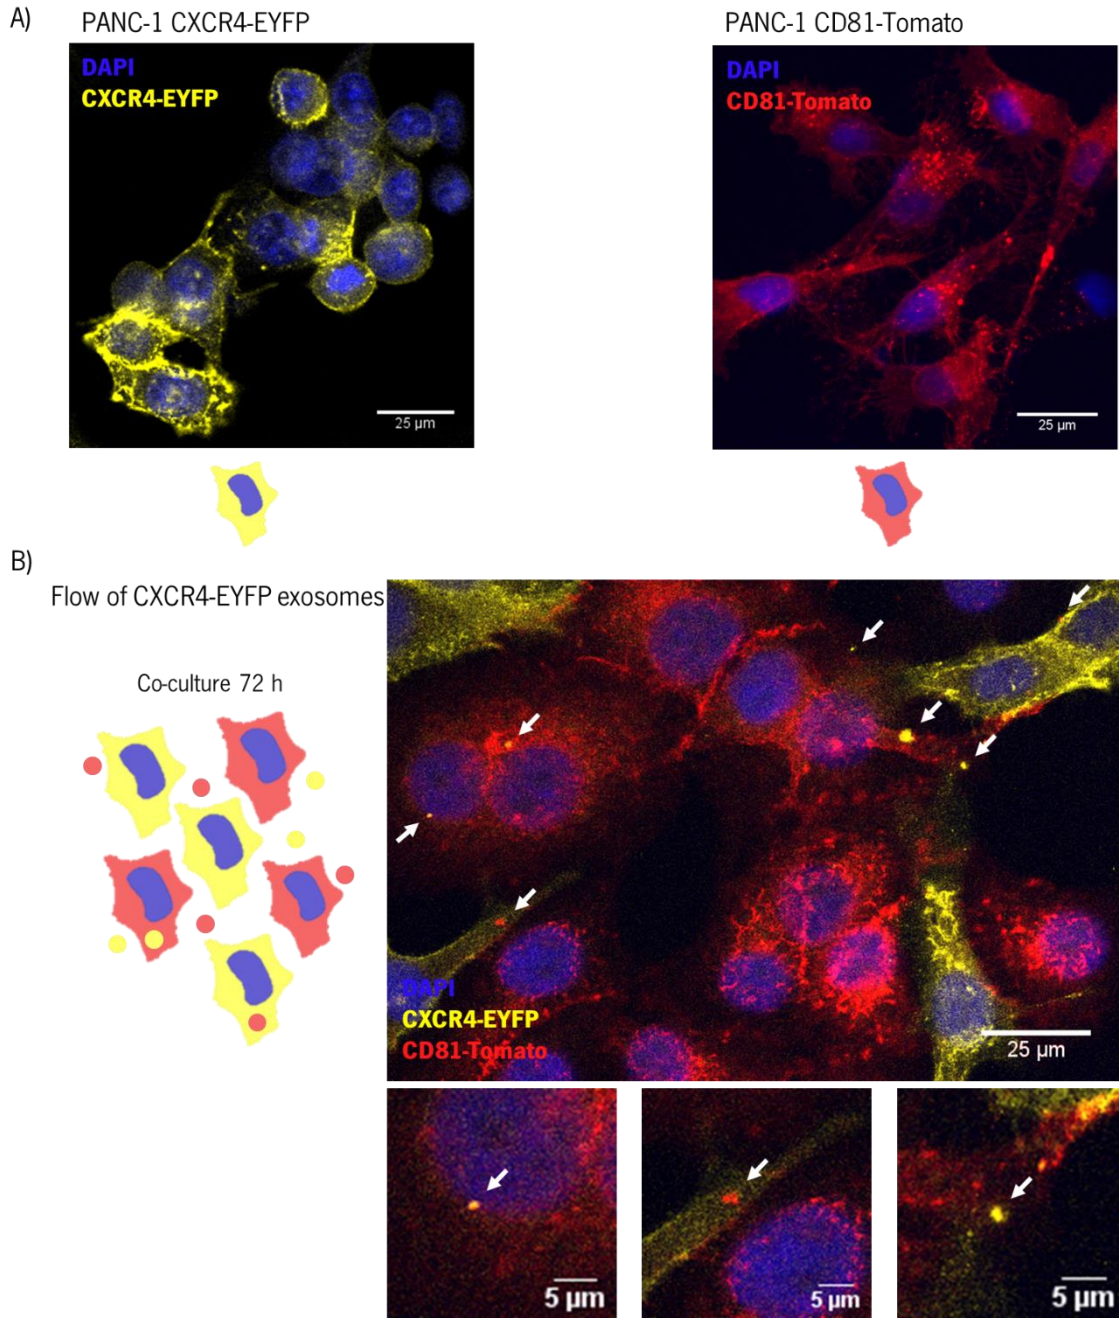 A)
PANC-1 CXCR4-EYFP
PANC-1 CD81-Tomato
DAPI
CXCR4-EYFP
25 µm
DAPI
CD81-Tomato
25 µm
B)
Flow of CXCR4-EYFP exosomes
Co-culture 72 h
DAPI
CXCR4-EYFP
CD81-Tomato
25 µm
5 µm
5 µm
5 µm